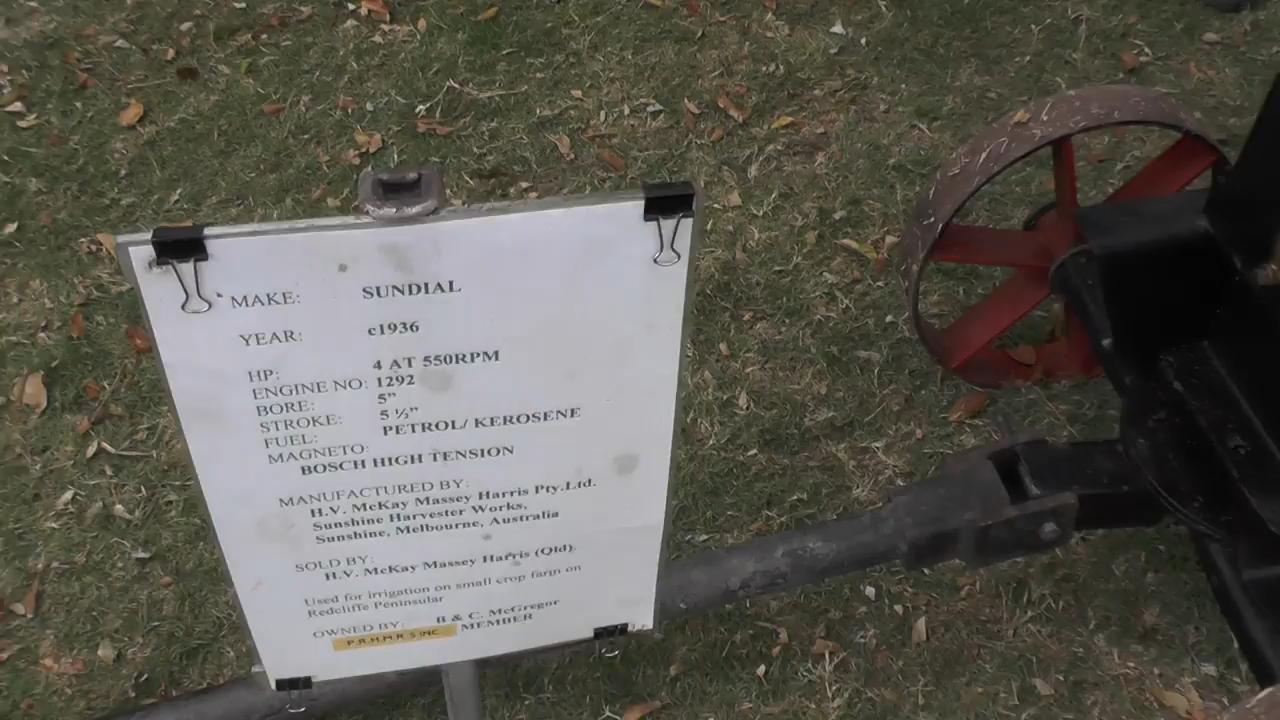 MAKE: SUNDIAL
YEAR: c1936
HP: 4 AT 550RPM
ENGINE NO: 1292
BORE: 5”
STROKE: 5 ½”
FUEL: PETROL/ KEROSENE
MAGNETO:
BOSCH HIGH TENSION
MANUFACTURED BY:
H.V. McKay Massey Harris Pty.Ltd.
Sunshine Harvester Works,
Sunshine, Melbourne, Australia
SOLD BY:
H.V. McKay Massey Harris (Qld).
Used for irrigation on small crop farm on
Redcliffe Peninsular
OWNED BY: B & C. McGregor
P.R.H.M.R.S INC MEMBER